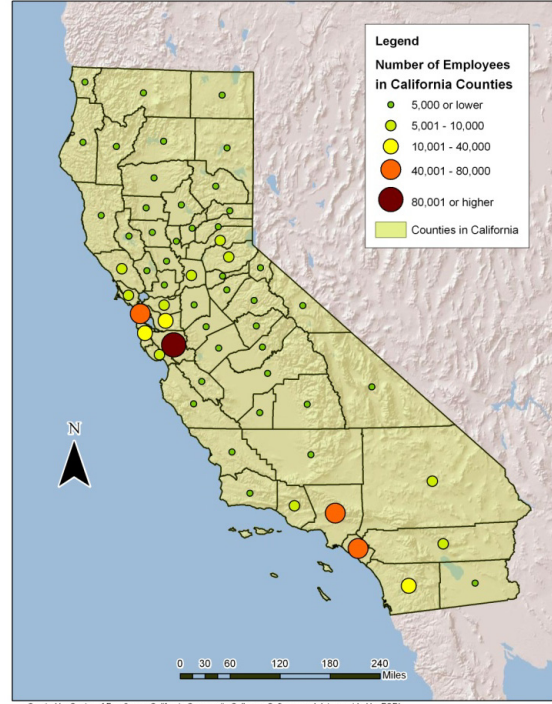 Legend
Number of Employees
in California Counties
5,000 or lower
5,001 - 10,000
10,001 - 40,000
40,001 - 80,000
80,001 or higher
Counties in California
N
0 30 60 120 180 240
Miles